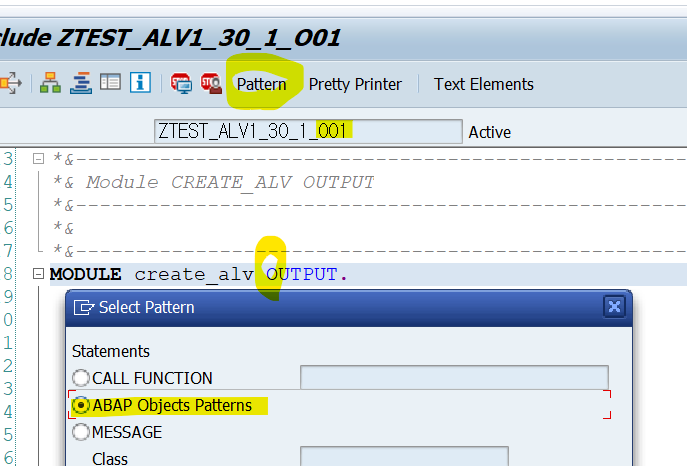 clude ZTEST_ALV1_30_1_O01
Pattern Pretty Printer Text Elements
ZTEST_ALV1_30_1_O01 Active
3 *&---------------------------------------------------------------------
4 *& Module CREATE_ALV OUTPUT
5 *&---------------------------------------------------------------------
6 *&
7 *&---------------------------------------------------------------------
8 MODULE create_alv OUTPUT.
9
0 Select Pattern
1
2 Statements
3 CALL FUNCTION
4 ABAP Objects Patterns
5 MESSAGE
6 Class